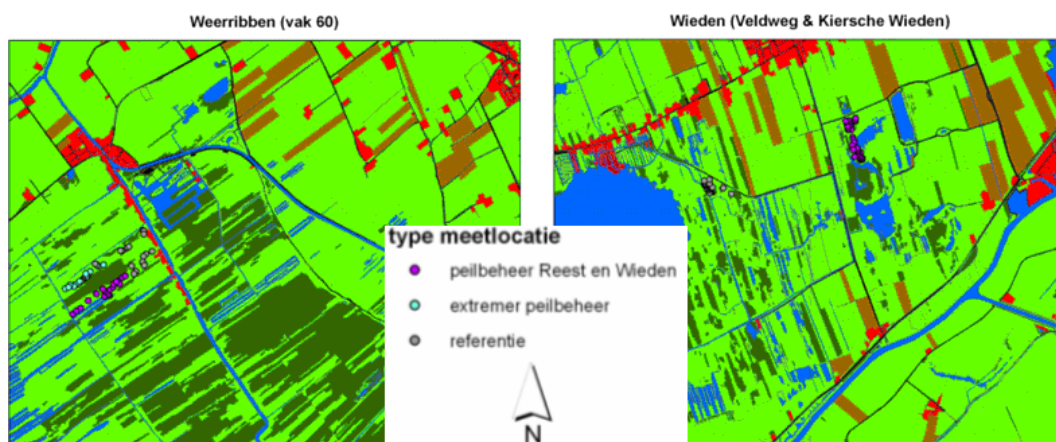 Weerribben (vak 60)
Wieden (Veldweg & Kiersche Wieden)
type meetlocatie
peilbeheer Reest en Wieden
extremer peilbeheer
referentie
N